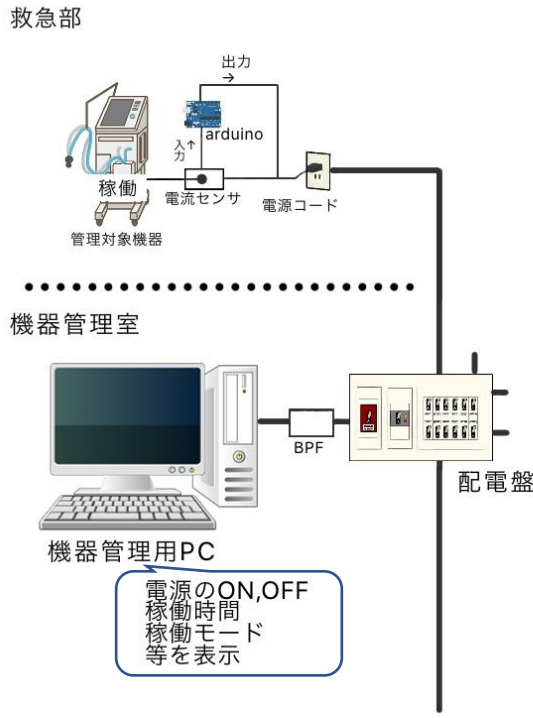 救急部
出力
→
arduino
入力↑
稼働
電流センサ
電源コード
管理対象機器
機器管理室
BPF
配電盤
機器管理用PC
電源のON,OFF
稼働時間
稼働モード
等を表示